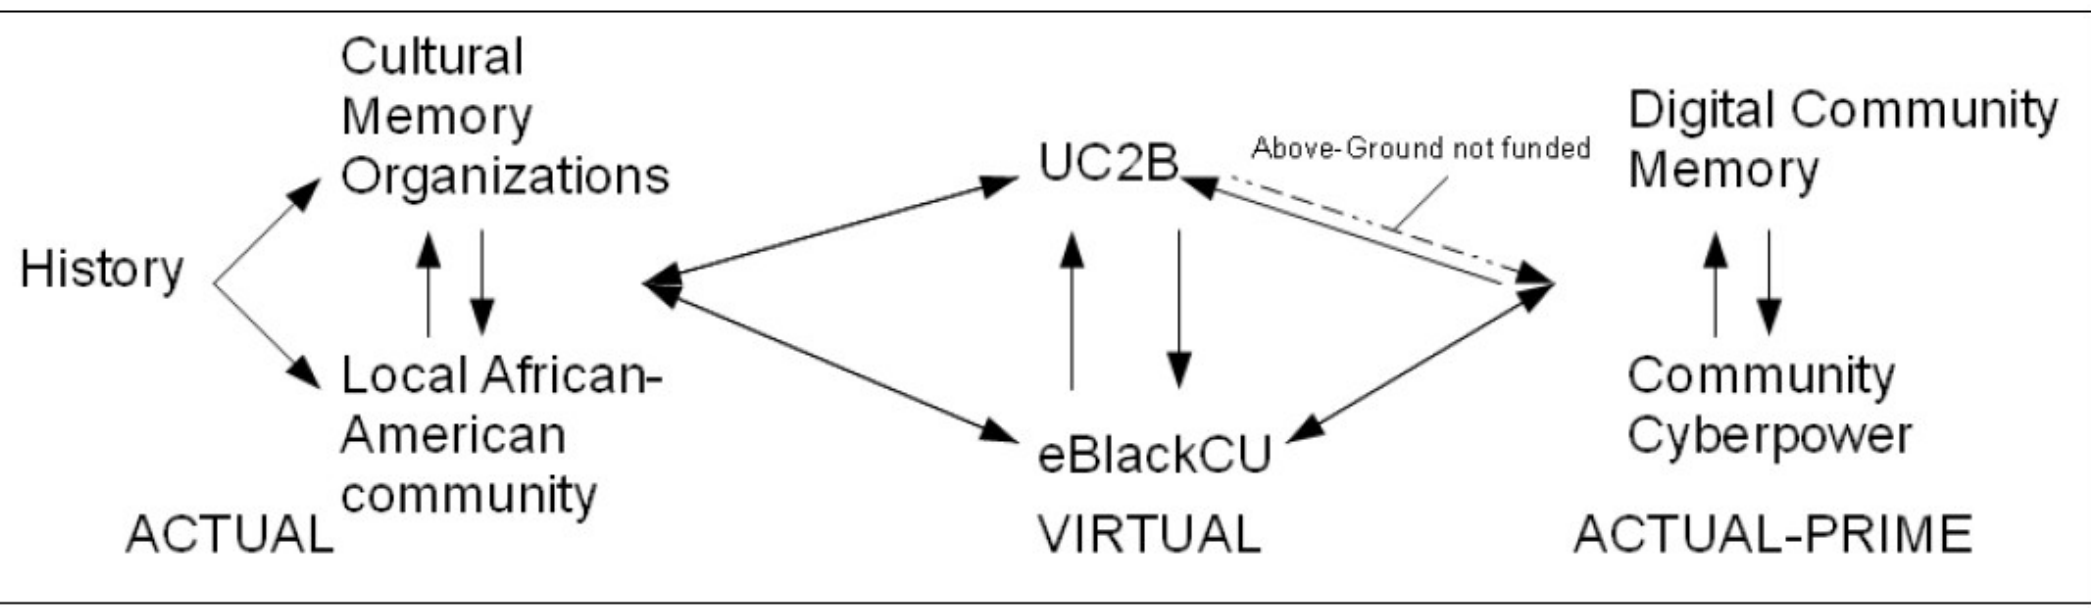 Cultural
Memory
Organizations
History
Local African-
American
community
ACTUAL
UC2B
Above-Ground not funded
eBlackCU
VIRTUAL
Digital Community
Memory
Community
Cyberpower
ACTUAL-PRIME